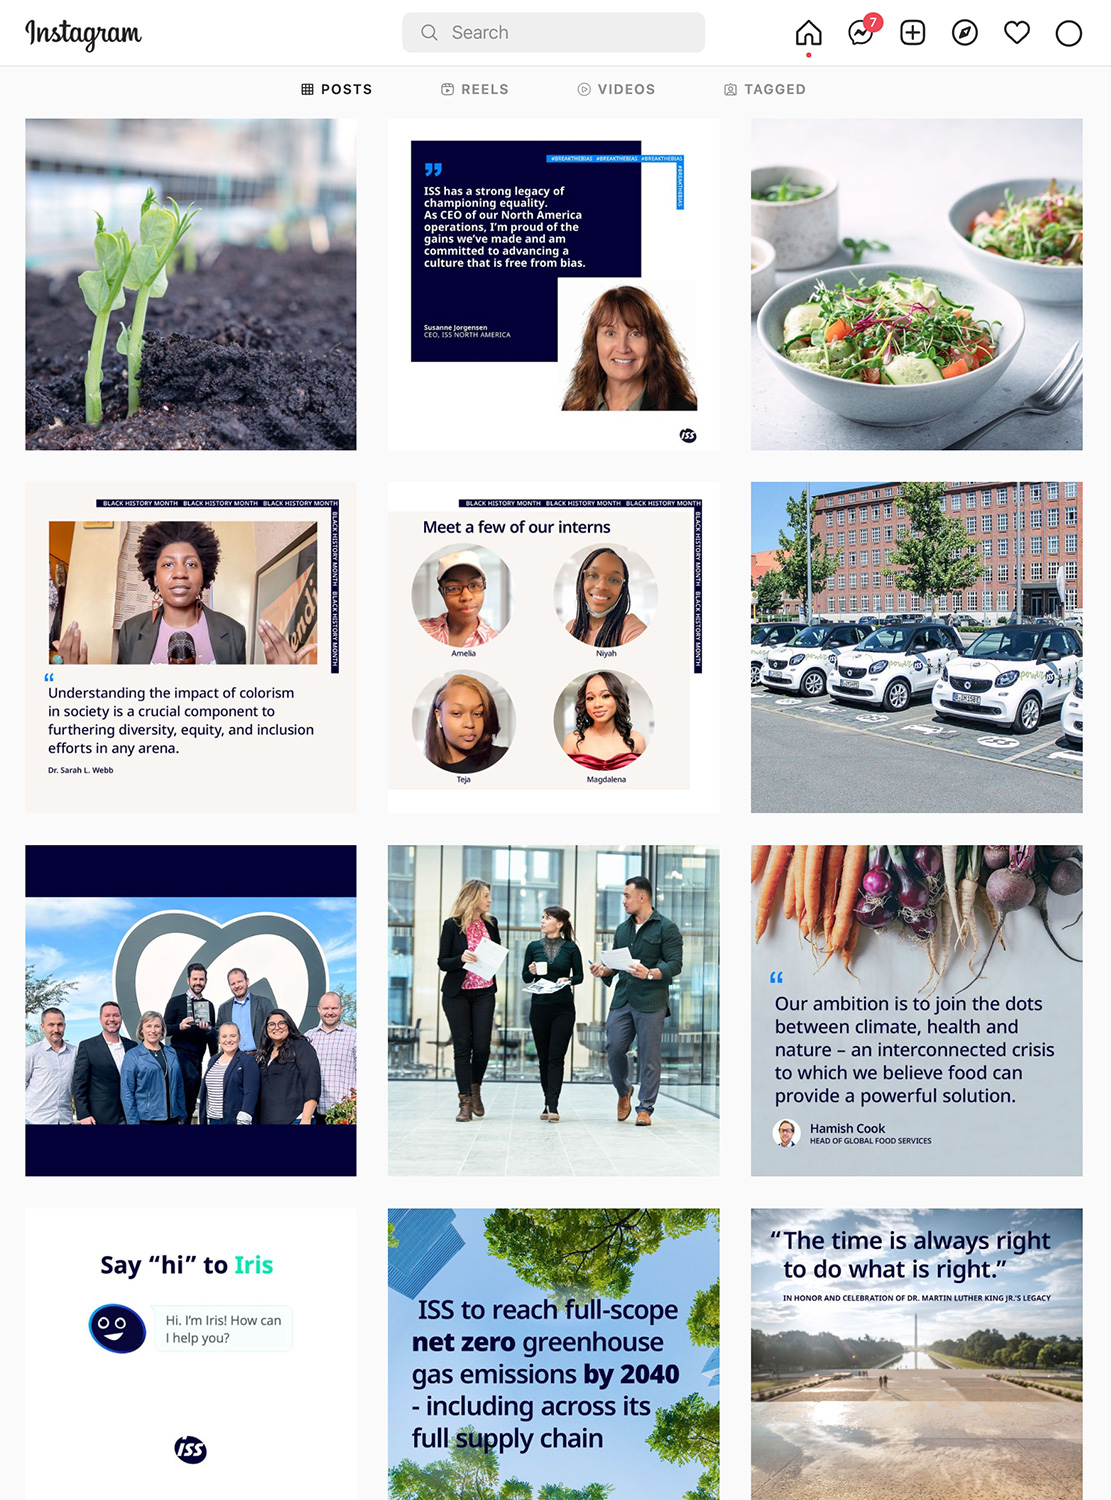 Instagram
Search
7
POSTS
REELS
VIDEOS
TAGGED
#BREAKTHEBIAS #BREAKTHEBIAS #BREAKTHEBIAS
#BREAKTHEBIAS
ISS has a strong legacy of
championing equality.
As CEO of our North America
operations, I'm proud of the
gains we've made and am
committed to advancing a
culture that is free from bias.
Susanne Jorgensen
CEO, ISS NORTH AMERICA
ISS
BLACK HISTORY MONTH BLACK HISTORY MONTH BLACK HISTORY MONTH
BLACK HISTORY MONTH BLACK HISTORY MONTH
“
Understanding the impact of colorism
in society is a crucial component to
furthering diversity, equity, and inclusion
efforts in any arena.
Dr. Sarah L. Webb
BLACK HISTORY MONTH BLACK HISTORY MONTH BLACK HISTORY MONTH
BLACK HISTORY MONTH BLACK HISTORY MONTH
Meet a few of our interns
Amelia
Niyah
Teja
Magdalena
ISS
“
Our ambition is to join the dots
between climate, health and
nature – an interconnected crisis
to which we believe food can
provide a powerful solution.
Hamish Cook
HEAD OF GLOBAL FOOD SERVICES
Say “hi” to Iris
Hi. I'm Iris! How can
I help you?
ISS
ISS to reach full-scope
net zero greenhouse
gas emissions by 2040
- including across its
full supply chain
“The time is always right
to do what is right.”
IN HONOR AND CELEBRATION OF DR. MARTIN LUTHER KING JR.'S LEGACY